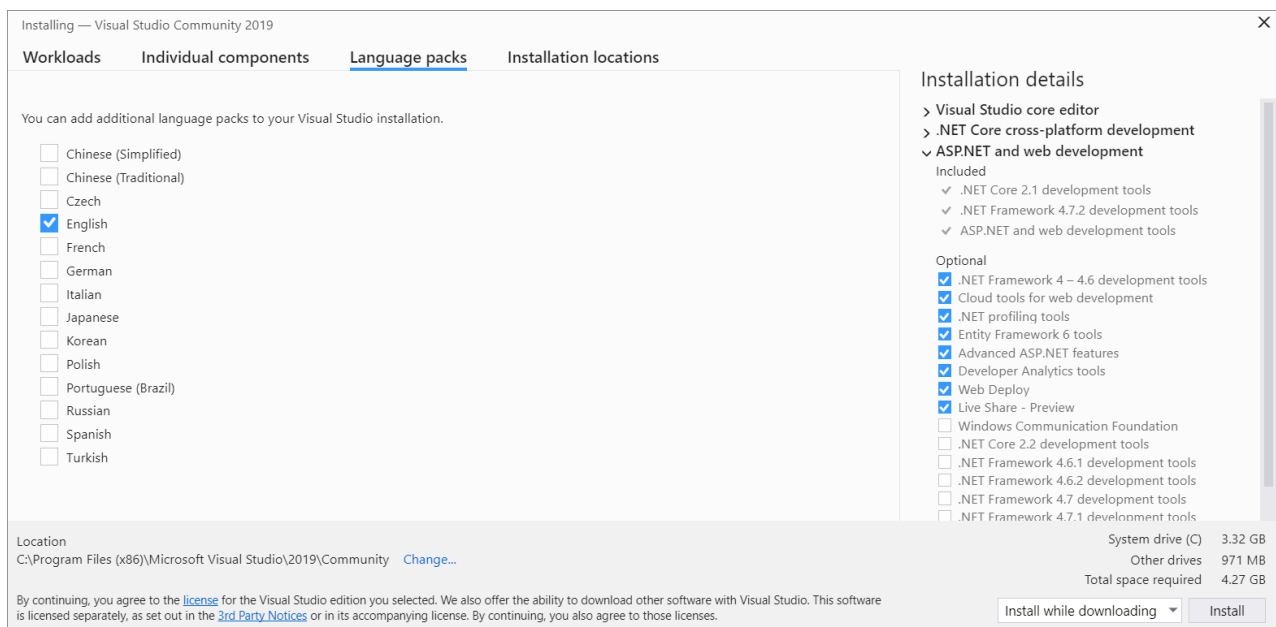 Installing — Visual Studio Community 2019
Workloads Individual components Language packs Installation locations
You can add additional language packs to your Visual Studio installation.
Chinese (Simplified)
Chinese (Traditional)
Czech
English
French
German
Italian
Japanese
Korean
Polish
Portuguese (Brazil)
Russian
Spanish
Turkish
Installation details
Visual Studio core editor
.NET Core cross-platform development
ASP.NET and web development
Included
.NET Core 2.1 development tools
.NET Framework 4.7.2 development tools
ASP.NET and web development tools
Optional
.NET Framework 4 – 4.6 development tools
Cloud tools for web development
.NET profiling tools
Entity Framework 6 tools
Advanced ASP.NET features
Developer Analytics tools
Web Deploy
Live Share - Preview
Windows Communication Foundation
.NET Core 2.2 development tools
.NET Framework 4.6.1 development tools
.NET Framework 4.6.2 development tools
.NET Framework 4.7 development tools
.NET Framework 4.7.1 development tools
Location
C:\Program Files (x86)\Microsoft Visual Studio\2019\Community Change...
By continuing, you agree to the license for the Visual Studio edition you selected. We also offer the ability to download other software with Visual Studio. This software
is licensed separately, as set out in the 3rd Party Notices or in its accompanying license. By continuing, you also agree to those licenses.
System drive (C) 3.32 GB
Other drives 971 MB
Total space required 4.27 GB
Install while downloading Install